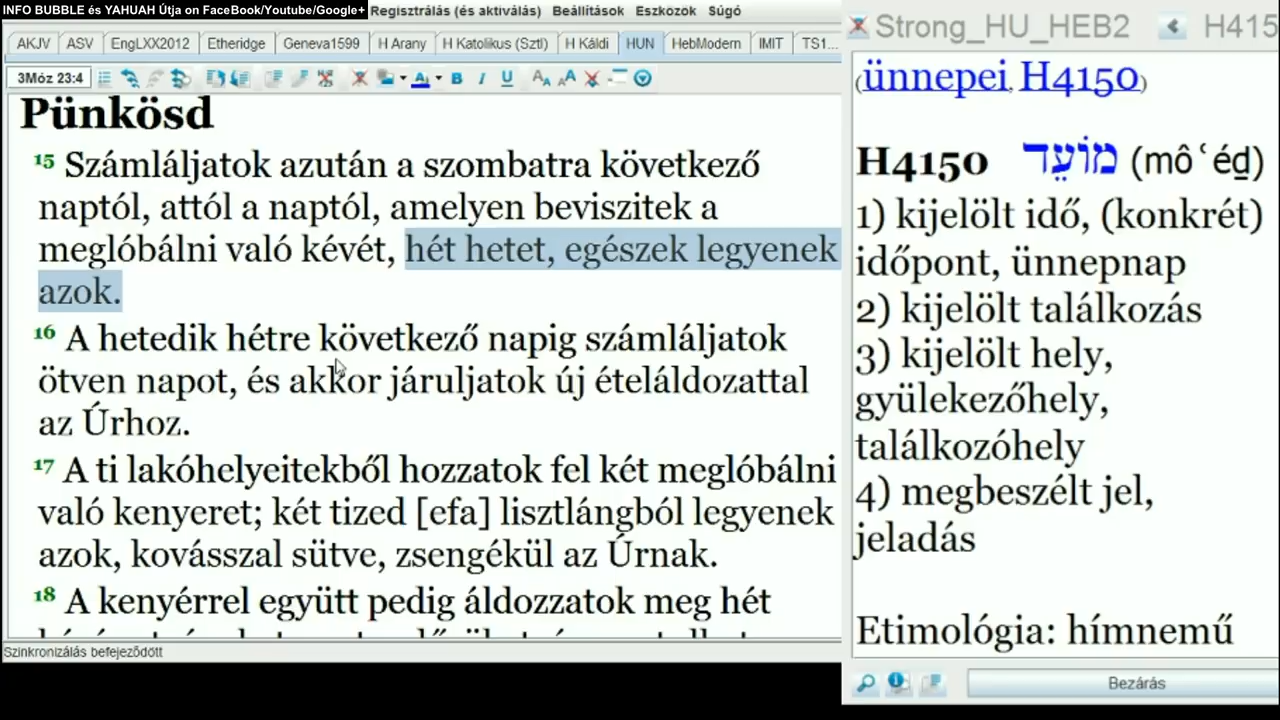 INFO BUBBLE és YAHUAH Útja on FaceBook/Youtube/Google+ Regisztrálás (és aktiválás) Beállítások Eszközök Súgó
AKJV ASV EngLXX2012 Etheridge Geneva1599 H Arany H Katolikus (Sztl) H Káldi HUN HebModern IMIT TS1...
3Móz 23:4
Pünkösd
15 Számláljatok azután a szombatra következő
naptól, attól a naptól, amelyen beviszitek a
meglóbálni való kévét, hét hetet, egészek legyenek
azok.
16 A hetedik hétre következő napig számláljatok
ötven napot, és akkor járuljatok új ételáldozattal
az Úrhoz.
17 A ti lakóhelyeitekből hozzatok fel két meglóbálni
való kenyeret; két tized [efa] lisztlángból legyenek
azok, kovásszal sütve, zsengékül az Úrnak.
18 A kenyérrel együtt pedig áldozzatok meg hét
Szinkronizálás befejeződött
Strong_HU_HEB2 H415
(ünnepei, H4150)
H4150 מוֹעֵד (môʿéḏ)
1) kijelölt idő, (konkrét)
időpont, ünnepnap
2) kijelölt találkozás
3) kijelölt hely,
gyülekezőhely,
találkozóhely
4) megbeszélt jel,
jeladás
Etimológia: hímnemű
Bezárás